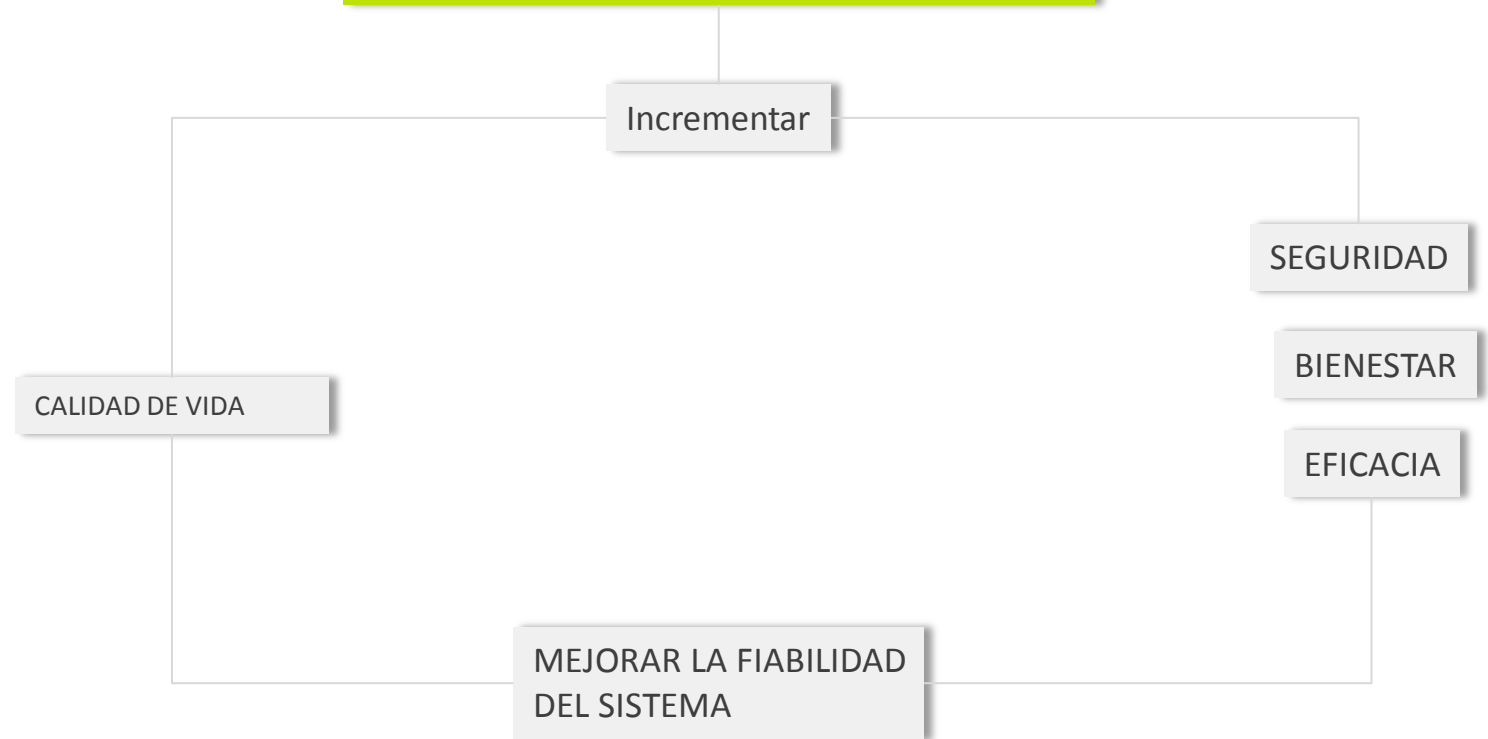 Incrementar
SEGURIDAD
BIENESTAR
CALIDAD DE VIDA
EFICACIA
MEJORAR LA FIABILIDAD
DEL SISTEMA